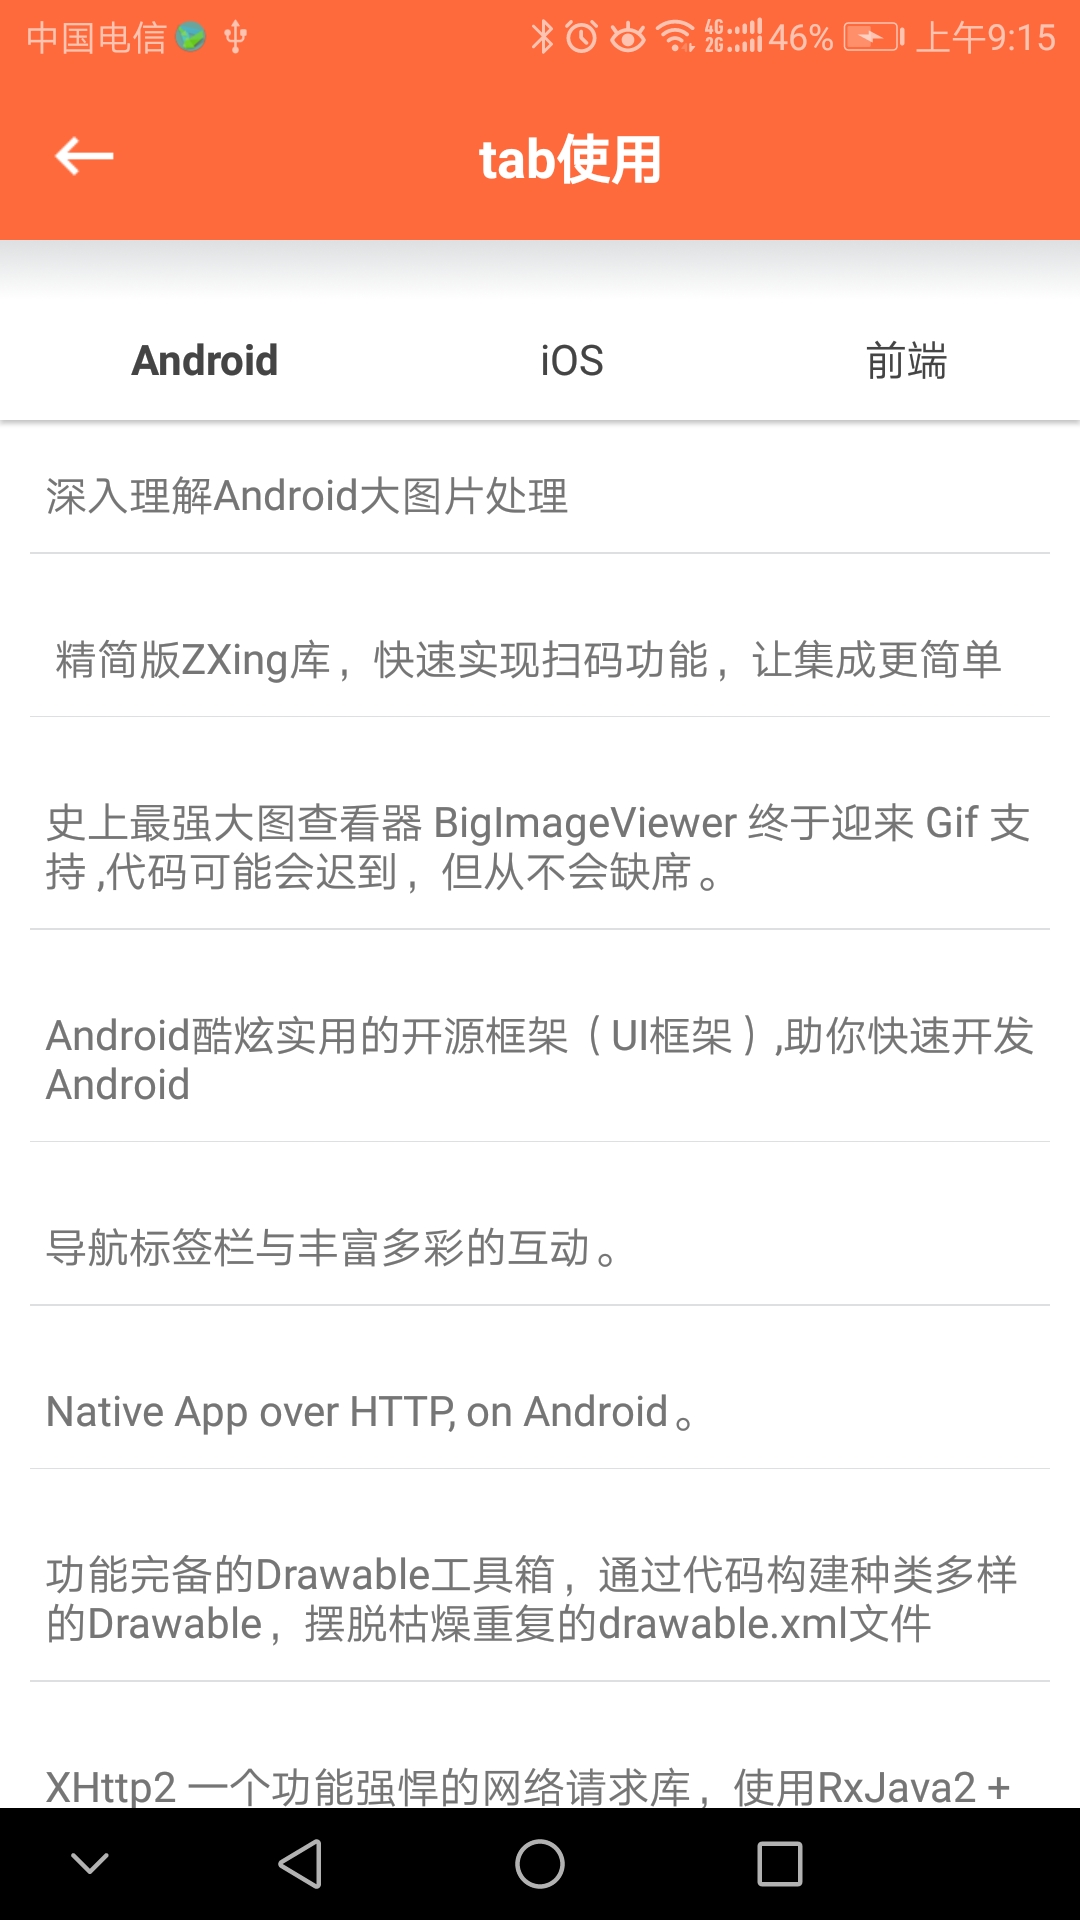 中国电信 4G 2G 46% 上午9:15
tab使用
Android iOS 前端
深入理解Android大图片处理
精简版ZXing库，快速实现扫码功能，让集成更简单
史上最强大图查看器 BigImageViewer 终于迎来 Gif 支
持 ,代码可能会迟到，但从不会缺席。
Android酷炫实用的开源框架（UI框架）,助你快速开发
Android
导航标签栏与丰富多彩的互动。
Native App over HTTP, on Android。
功能完备的Drawable工具箱，通过代码构建种类多样
的Drawable，摆脱枯燥重复的drawable.xml文件
XHttp2 一个功能强悍的网络请求库，使用RxJava2 +